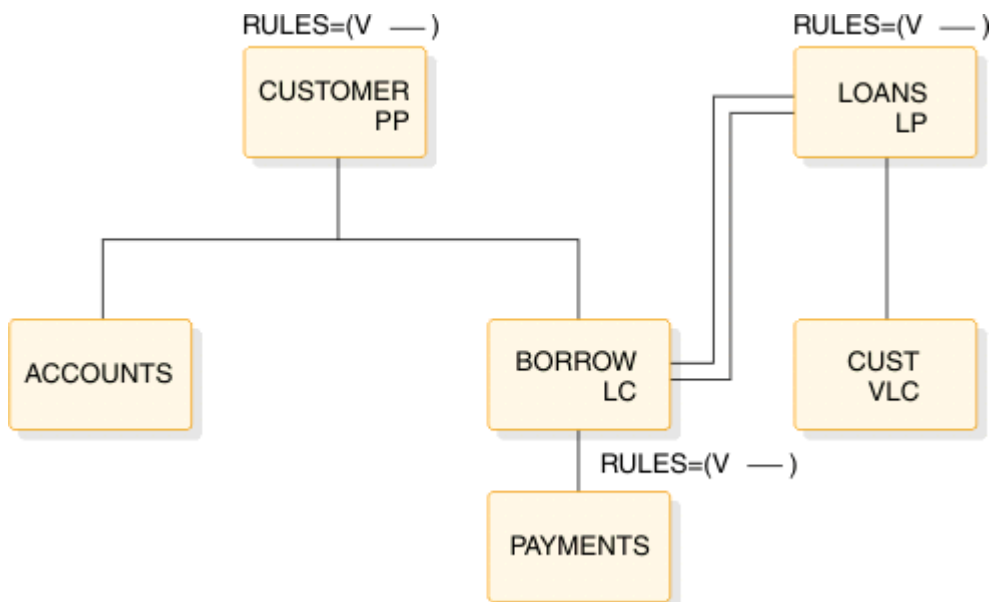 RULES=(V — )
RULES=(V — )
CUSTOMER
PP
LOANS
LP
ACCOUNTS
BORROW
LC
CUST
VLC
RULES=(V — )
PAYMENTS